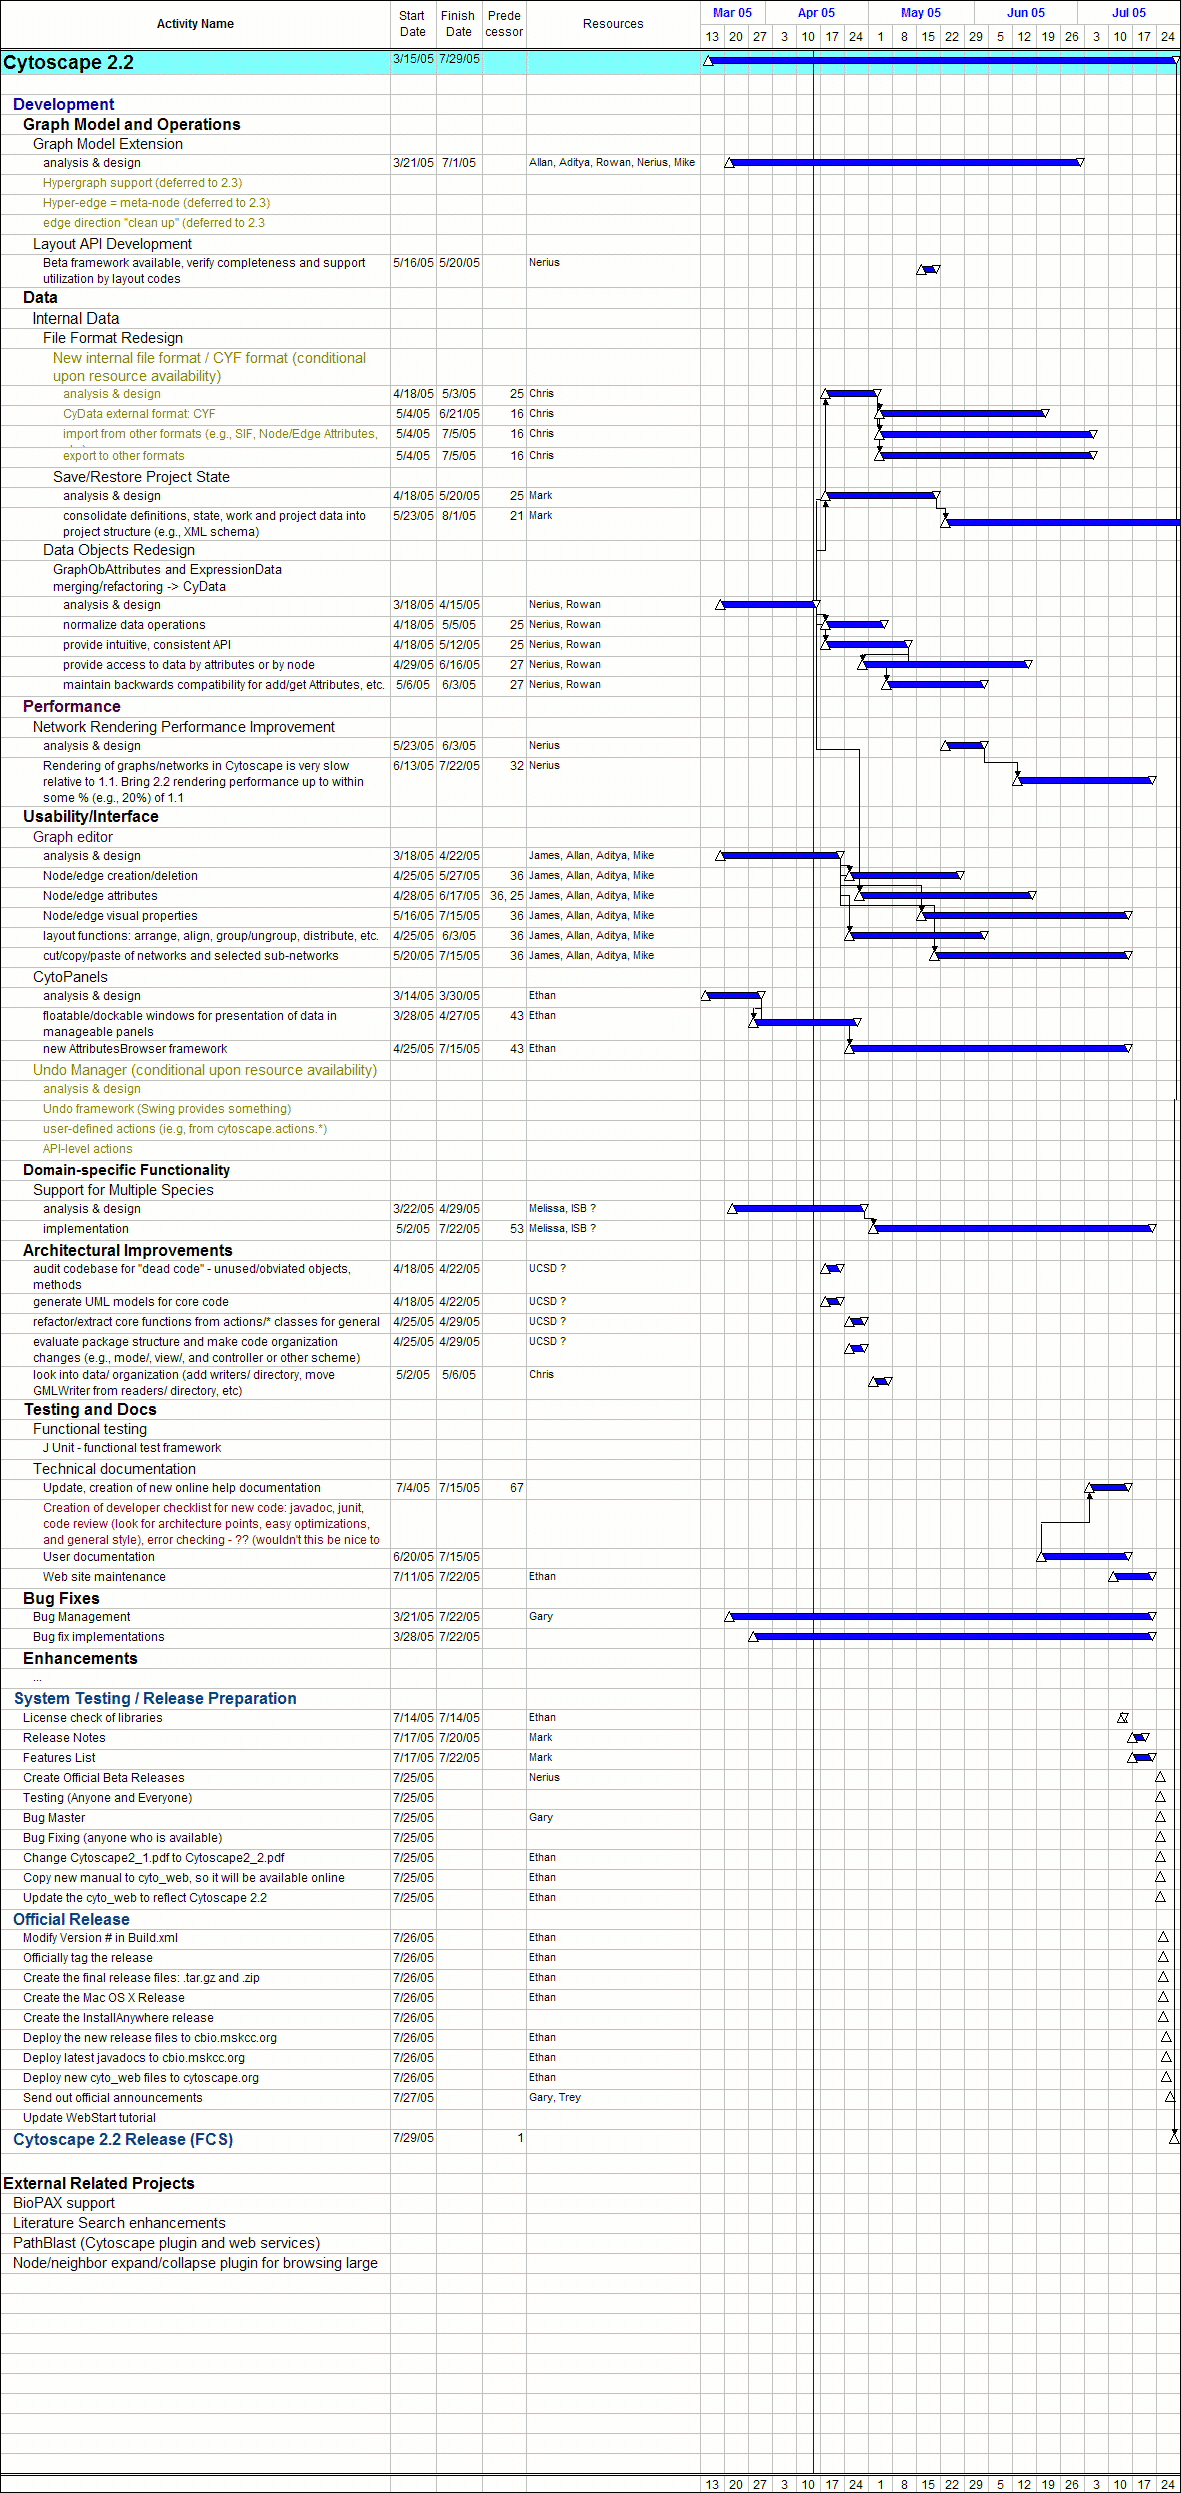 Activity Name Start Date Finish Date Prede cessor Resources Mar 05 Apr 05 May 05 Jun 05 Jul 05
13 20 27 3 10 17 24 1 8 15 22 29 5 12 19 26 3 10 17 24
Cytoscape 2.2 3/15/05 7/29/05
Development
Graph Model and Operations
Graph Model Extension
analysis & design 3/21/05 7/1/05 Allan, Aditya, Rowan, Nerius, Mike
Hypergraph support (deferred to 2.3)
Hyper-edge = meta-node (deferred to 2.3)
edge direction "clean up" (deferred to 2.3
Layout API Development
Beta framework available, verify completeness and support 5/16/05 5/20/05 Nerius
utilization by layout codes
Data
Internal Data
File Format Redesign
New internal file format / CYF format (conditional
upon resource availability)
analysis & design 4/18/05 5/3/05 25 Chris
CyData external format: CYF 5/4/05 6/21/05 16 Chris
import from other formats (e.g., SIF, Node/Edge Attributes, 5/4/05 7/5/05 16 Chris
export to other formats 5/4/05 7/5/05 16 Chris
Save/Restore Project State
analysis & design 4/18/05 5/20/05 25 Mark
consolidate definitions, state, work and project data into 5/23/05 8/1/05 21 Mark
project structure (e.g., XML schema)
Data Objects Redesign
GraphObAttributes and ExpressionData
merging/refactoring -> CyData
analysis & design 3/18/05 4/15/05 Nerius, Rowan
normalize data operations 4/18/05 5/5/05 25 Nerius, Rowan
provide intuitive, consistent API 4/18/05 5/12/05 25 Nerius, Rowan
provide access to data by attributes or by node 4/29/05 6/16/05 27 Nerius, Rowan
maintain backwards compatibility for add/get Attributes, etc. 5/6/05 6/3/05 27 Nerius, Rowan
Performance
Network Rendering Performance Improvement
analysis & design 5/23/05 6/3/05 Nerius
Rendering of graphs/networks in Cytoscape is very slow 6/13/05 7/22/05 32 Nerius
relative to 1.1. Bring 2.2 rendering performance up to within
some % (e.g., 20%) of 1.1
Usability/Interface
Graph editor
analysis & design 3/18/05 4/22/05 James, Allan, Aditya, Mike
Node/edge creation/deletion 4/25/05 5/27/05 36 James, Allan, Aditya, Mike
Node/edge attributes 4/28/05 6/17/05 36, 25 James, Allan, Aditya, Mike
Node/edge visual properties 5/16/05 7/15/05 36 James, Allan, Aditya, Mike
layout functions: arrange, align, group/ungroup, distribute, etc. 4/25/05 6/3/05 36 James, Allan, Aditya, Mike
cut/copy/paste of networks and selected sub-networks 5/20/05 7/15/05 36 James, Allan, Aditya, Mike
CytoPanels
analysis & design 3/14/05 3/30/05 Ethan
floatable/dockable windows for presentation of data in 3/28/05 4/27/05 43 Ethan
manageable panels
new AttributesBrowser framework 4/25/05 7/15/05 43 Ethan
Undo Manager (conditional upon resource availability)
analysis & design
Undo framework (Swing provides something)
user-defined actions (ie.g, from cytoscape.actions.*)
API-level actions
Domain-specific Functionality
Support for Multiple Species
analysis & design 3/22/05 4/29/05 Melissa, ISB ?
implementation 5/2/05 7/22/05 53 Melissa, ISB ?
Architectural Improvements
audit codebase for "dead code" - unused/obviated objects, 4/18/05 4/22/05 UCSD ?
methods
generate UML models for core code 4/18/05 4/22/05 UCSD ?
refactor/extract core functions from actions/* classes for general 4/25/05 4/29/05 UCSD ?
evaluate package structure and make code organization 4/25/05 4/29/05 UCSD ?
changes (e.g., mode/, view/, and controller or other scheme)
look into data/ organization (add writers/ directory, move 5/2/05 5/6/05 Chris
GMLWriter from readers/ directory, etc)
Testing and Docs
Functional testing
J Unit - functional test framework
Technical documentation
Update, creation of new online help documentation 7/4/05 7/15/05 67
Creation of developer checklist for new code: javadoc, junit,
code review (look for architecture points, easy optimizations,
and general style), error checking - ?? (wouldn't this be nice to
User documentation 6/20/05 7/15/05
Web site maintenance 7/11/05 7/22/05 Ethan
Bug Fixes
Bug Management 3/21/05 7/22/05 Gary
Bug fix implementations 3/28/05 7/22/05
Enhancements
...
System Testing / Release Preparation
License check of libraries 7/14/05 7/14/05 Ethan
Release Notes 7/17/05 7/20/05 Mark
Features List 7/17/05 7/22/05 Mark
Create Official Beta Releases 7/25/05 Nerius
Testing (Anyone and Everyone) 7/25/05
Bug Master 7/25/05 Gary
Bug Fixing (anyone who is available) 7/25/05
Change Cytoscape2_1.pdf to Cytoscape2_2.pdf 7/25/05 Ethan
Copy new manual to cyto_web, so it will be available online 7/25/05 Ethan
Update the cyto_web to reflect Cytoscape 2.2 7/25/05 Ethan
Official Release
Modify Version # in Build.xml 7/26/05 Ethan
Officially tag the release 7/26/05 Ethan
Create the final release files: .tar.gz and .zip 7/26/05 Ethan
Create the Mac OS X Release 7/26/05 Ethan
Create the InstallAnywhere release 7/26/05
Deploy the new release files to cbio.mskcc.org 7/26/05 Ethan
Deploy latest javadocs to cbio.mskcc.org 7/26/05 Ethan
Deploy new cyto_web files to cytoscape.org 7/26/05 Ethan
Send out official announcements 7/27/05 Gary, Trey
Update WebStart tutorial
Cytoscape 2.2 Release (FCS) 7/29/05 1
External Related Projects
BioPAX support
Literature Search enhancements
PathBlast (Cytoscape plugin and web services)
Node/neighbor expand/collapse plugin for browsing large
13 20 27 3 10 17 24 1 8 15 22 29 5 12 19 26 3 10 17 24